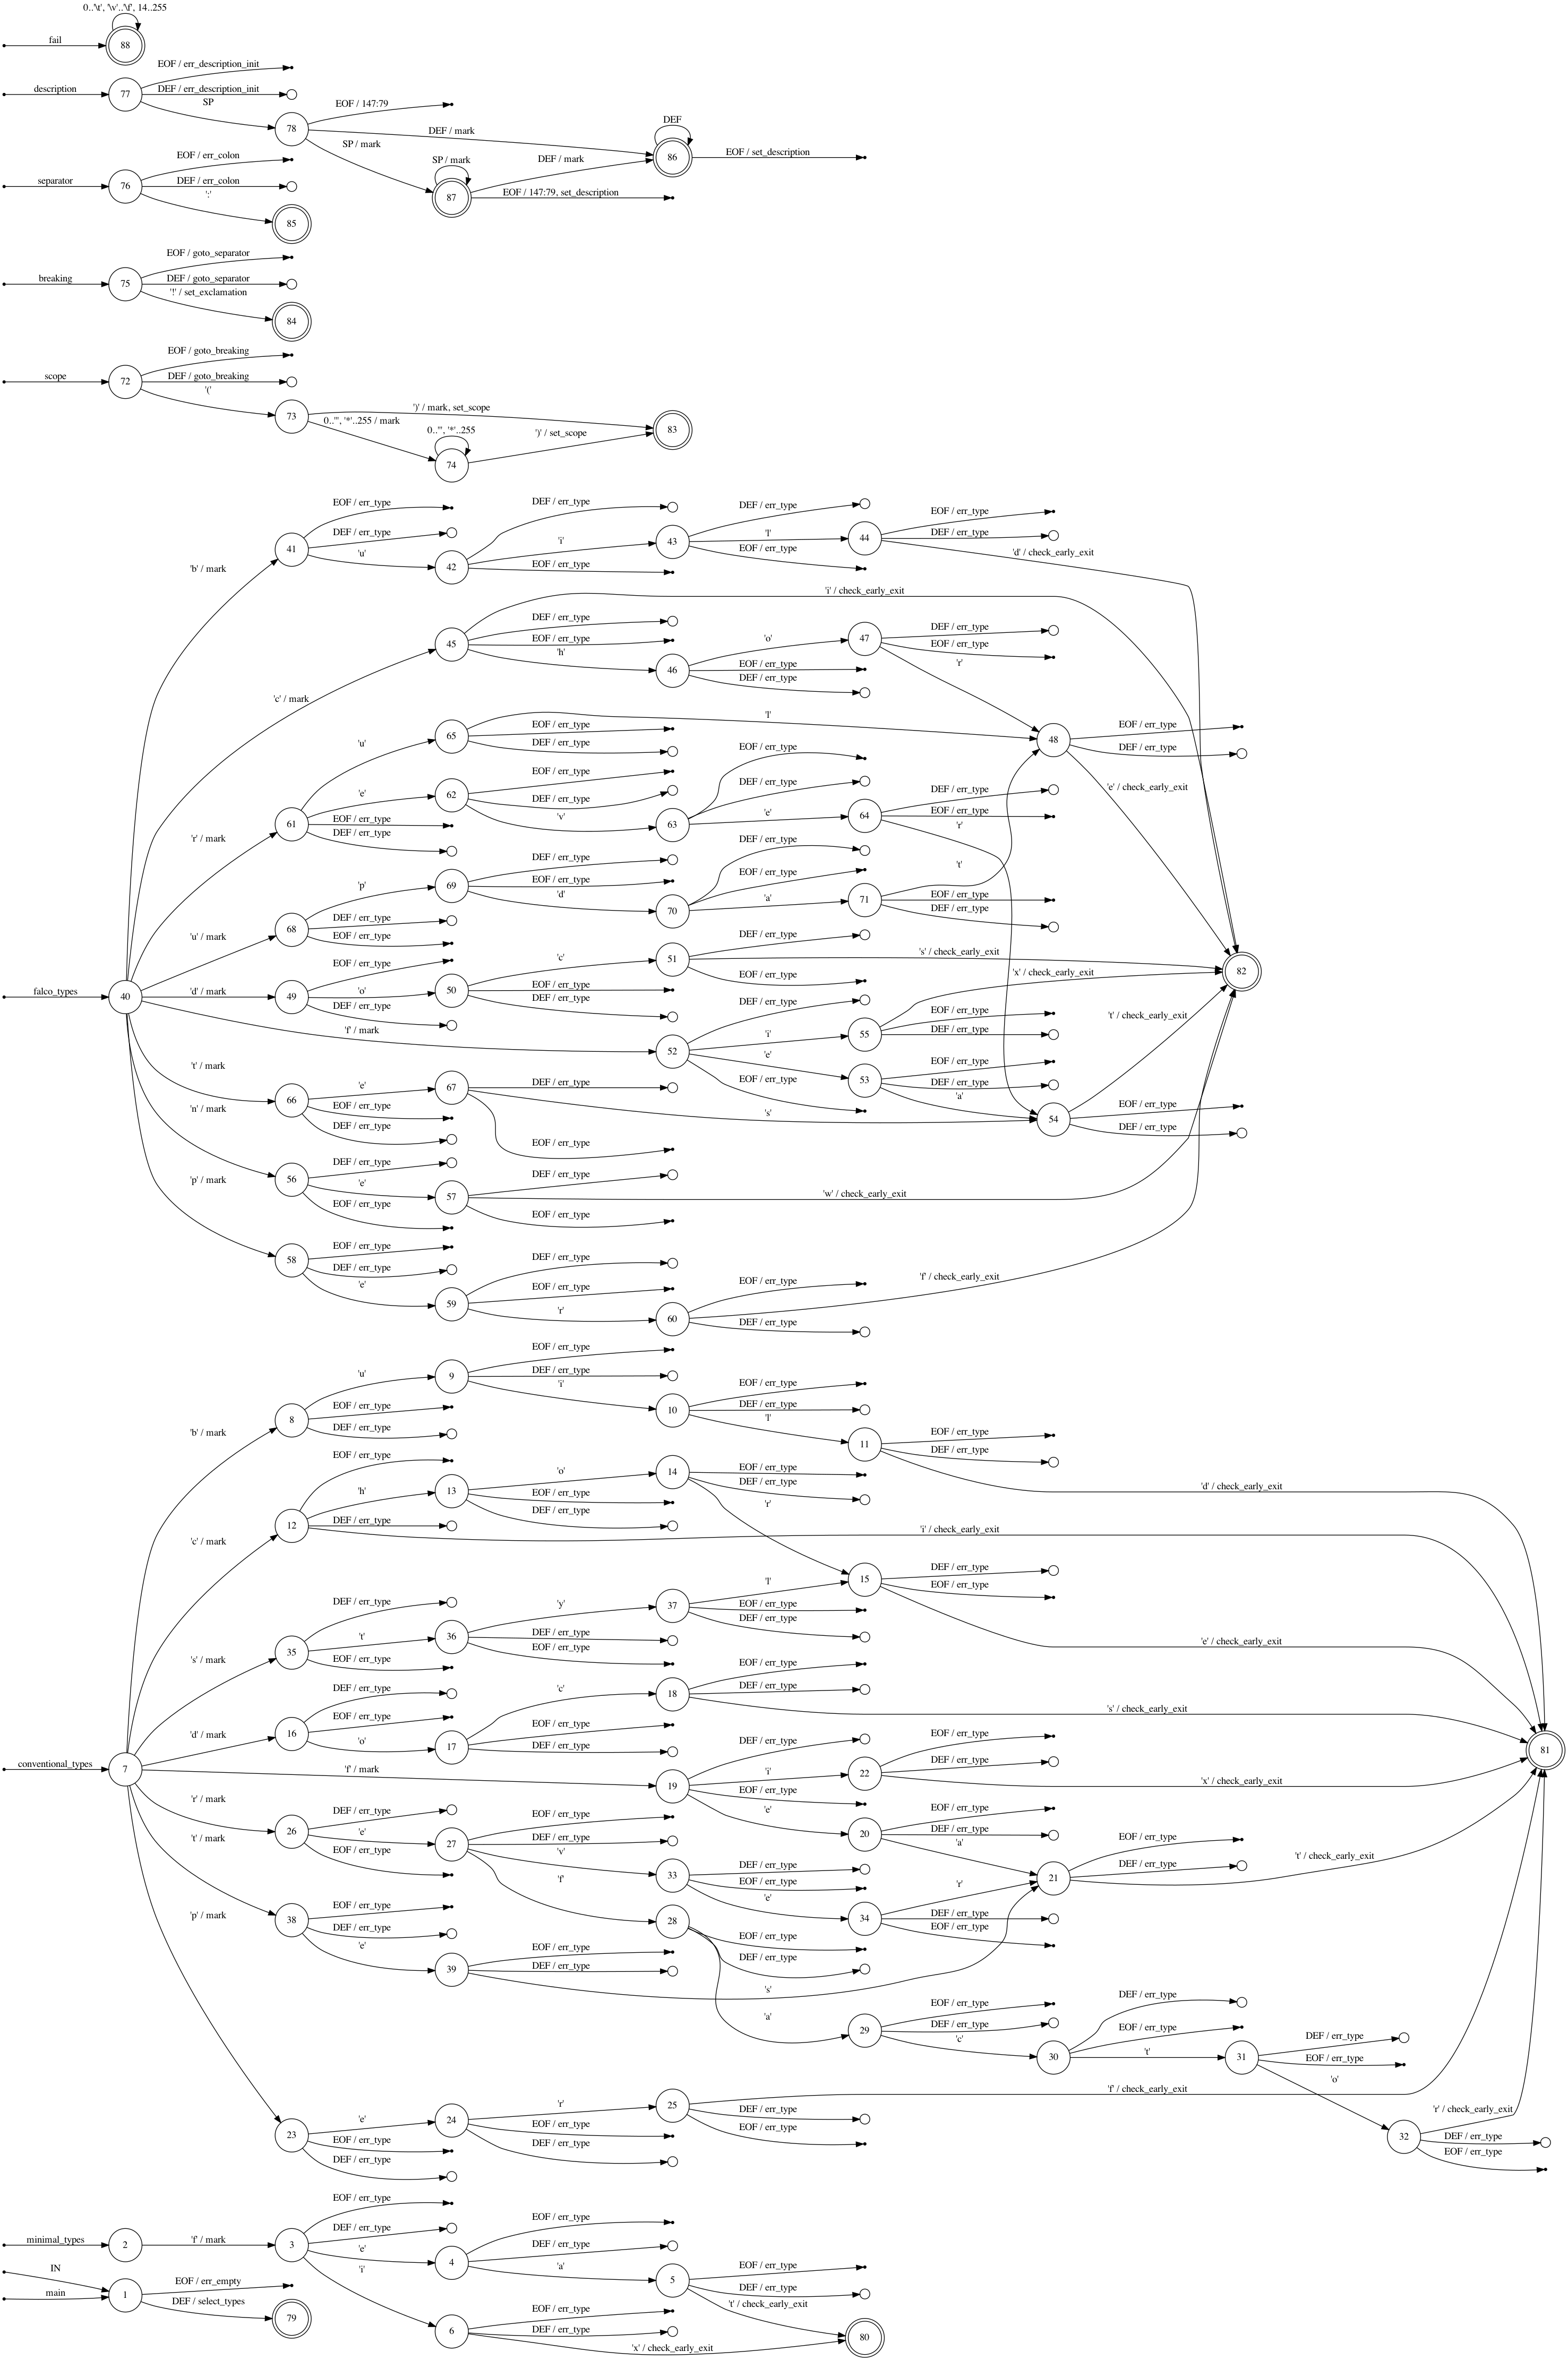 0..'\t', '\v'..'\f', 14..255
fail
88
EOF / err_description_init
description
77
DEF / err_description_init
SP
78
EOF / 147:79
DEF / mark
SP / mark
SP / mark
87
DEF / mark
EOF / 147:79, set_description
DEF
86
EOF / set_description
separator
76
EOF / err_colon
DEF / err_colon
':'
85
breaking
75
EOF / goto_separator
DEF / goto_separator
'!' / set_exclamation
84
scope
72
EOF / goto_breaking
DEF / goto_breaking
'('
73
')' / mark, set_scope
0..''', '*'..255 / mark
0..''', '*'..255
74
')' / set_scope
83
falco_types
40
'b' / mark
41
EOF / err_type
DEF / err_type
'u'
42
DEF / err_type
'i'
EOF / err_type
43
DEF / err_type
'l'
EOF / err_type
44
EOF / err_type
DEF / err_type
'd' / check_early_exit
'c' / mark
45
'i' / check_early_exit
DEF / err_type
EOF / err_type
'h'
46
'o'
EOF / err_type
DEF / err_type
47
DEF / err_type
EOF / err_type
'r'
48
EOF / err_type
DEF / err_type
'e' / check_early_exit
'r' / mark
61
'u'
'e'
EOF / err_type
DEF / err_type
65
'l'
EOF / err_type
DEF / err_type
62
EOF / err_type
DEF / err_type
'v'
63
EOF / err_type
DEF / err_type
'e'
64
DEF / err_type
EOF / err_type
'r'
'u' / mark
68
'p'
DEF / err_type
EOF / err_type
69
DEF / err_type
EOF / err_type
'd'
70
DEF / err_type
EOF / err_type
'a'
71
't'
EOF / err_type
DEF / err_type
'd' / mark
49
EOF / err_type
'o'
DEF / err_type
50
'c'
EOF / err_type
DEF / err_type
51
DEF / err_type
's' / check_early_exit
EOF / err_type
82
'f' / mark
52
DEF / err_type
'i'
'e'
EOF / err_type
55
'x' / check_early_exit
EOF / err_type
DEF / err_type
53
EOF / err_type
DEF / err_type
'a'
54
't' / check_early_exit
EOF / err_type
DEF / err_type
't' / mark
66
'e'
EOF / err_type
DEF / err_type
67
DEF / err_type
's'
EOF / err_type
'n' / mark
56
DEF / err_type
'e'
EOF / err_type
57
DEF / err_type
'w' / check_early_exit
EOF / err_type
'p' / mark
58
EOF / err_type
DEF / err_type
'e'
59
DEF / err_type
EOF / err_type
'r'
60
EOF / err_type
'f' / check_early_exit
DEF / err_type
conventional_types
7
'b' / mark
8
'u'
EOF / err_type
DEF / err_type
9
EOF / err_type
DEF / err_type
'i'
10
EOF / err_type
DEF / err_type
'l'
11
EOF / err_type
DEF / err_type
'd' / check_early_exit
'c' / mark
12
EOF / err_type
'h'
DEF / err_type
'i' / check_early_exit
13
'o'
EOF / err_type
DEF / err_type
14
EOF / err_type
DEF / err_type
'r'
15
DEF / err_type
EOF / err_type
'e' / check_early_exit
's' / mark
35
DEF / err_type
't'
EOF / err_type
36
'y'
DEF / err_type
EOF / err_type
37
'l'
EOF / err_type
DEF / err_type
'd' / mark
16
DEF / err_type
EOF / err_type
'o'
17
'c'
EOF / err_type
DEF / err_type
18
EOF / err_type
DEF / err_type
's' / check_early_exit
81
'f' / mark
19
DEF / err_type
'i'
EOF / err_type
'e'
22
EOF / err_type
DEF / err_type
'x' / check_early_exit
20
EOF / err_type
DEF / err_type
'a'
21
EOF / err_type
DEF / err_type
't' / check_early_exit
'r' / mark
26
DEF / err_type
'e'
EOF / err_type
27
EOF / err_type
DEF / err_type
'v'
'f'
33
DEF / err_type
EOF / err_type
'e'
34
'r'
DEF / err_type
EOF / err_type
28
EOF / err_type
DEF / err_type
'a'
29
EOF / err_type
DEF / err_type
'c'
30
DEF / err_type
EOF / err_type
't'
31
DEF / err_type
EOF / err_type
'o'
32
'r' / check_early_exit
DEF / err_type
EOF / err_type
't' / mark
38
EOF / err_type
DEF / err_type
'e'
39
EOF / err_type
DEF / err_type
's'
'p' / mark
23
'e'
EOF / err_type
DEF / err_type
24
'r'
EOF / err_type
DEF / err_type
25
'f' / check_early_exit
DEF / err_type
EOF / err_type
minimal_types
2
'f' / mark
3
EOF / err_type
DEF / err_type
'e'
'i'
4
EOF / err_type
DEF / err_type
'a'
5
EOF / err_type
DEF / err_type
't' / check_early_exit
6
EOF / err_type
DEF / err_type
'x' / check_early_exit
80
IN
main
1
EOF / err_empty
DEF / select_types
79